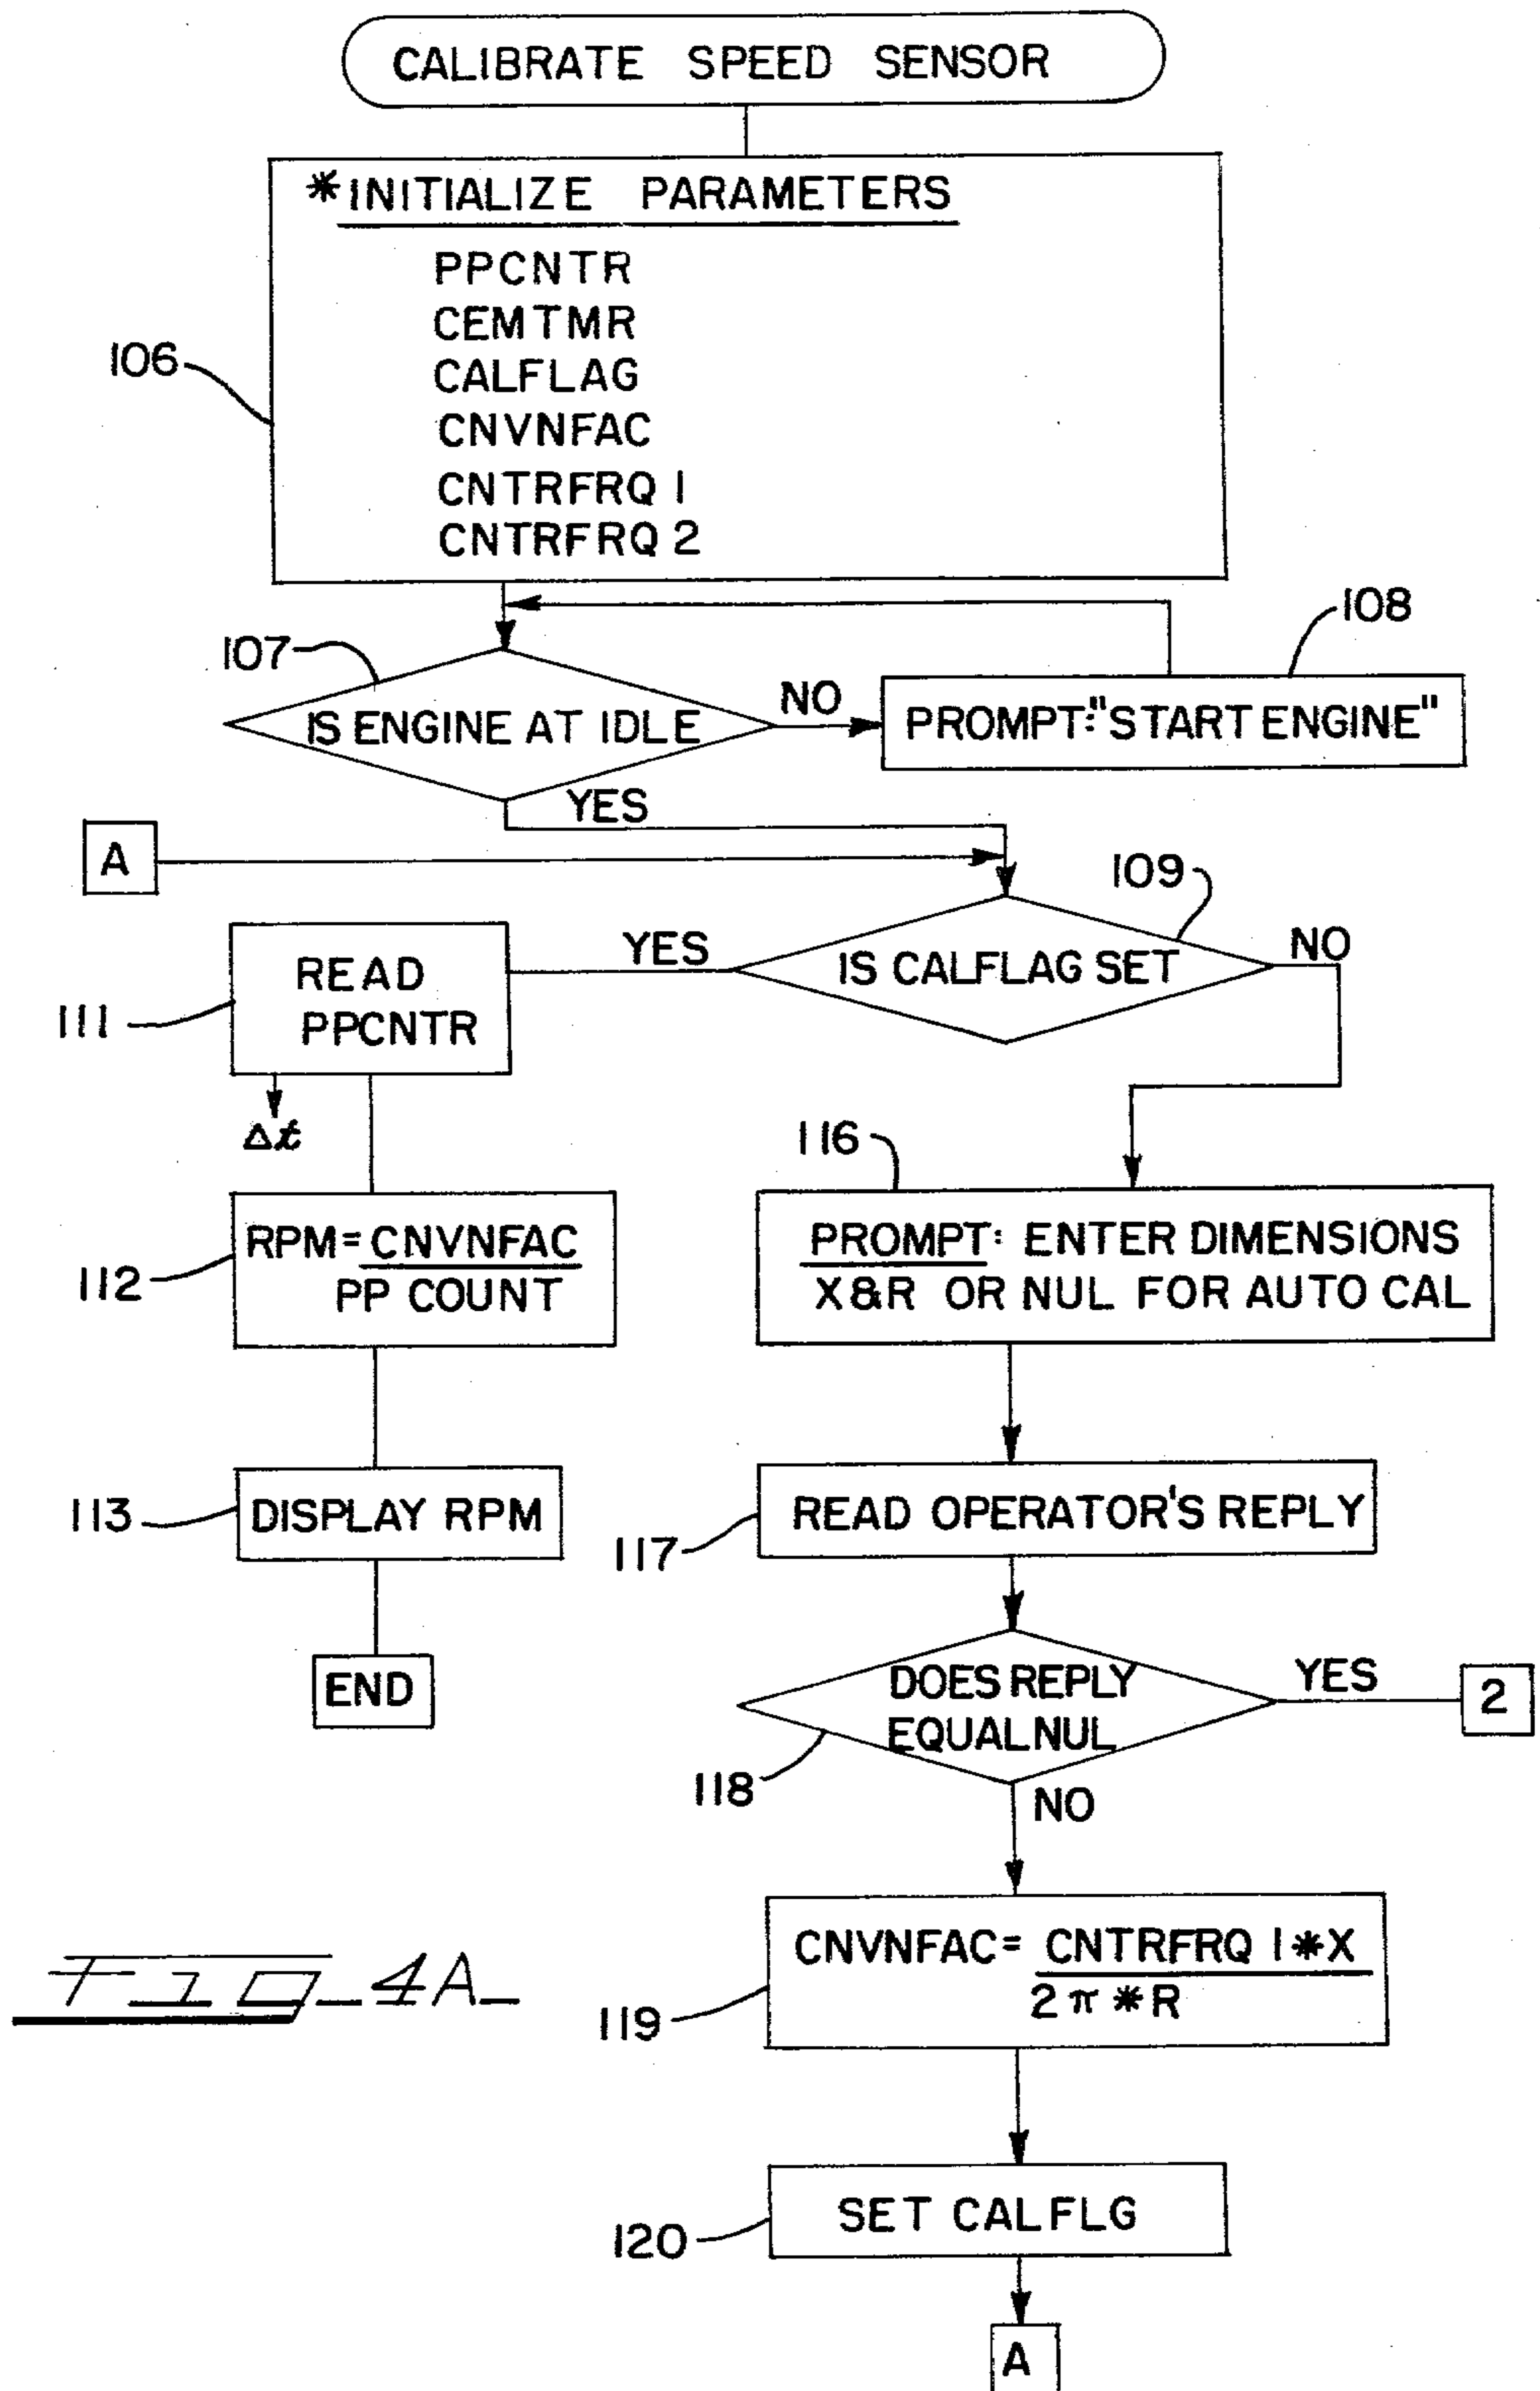 CALIBRATE SPEED SENSOR
*INITIALIZE PARAMETERS
PPCNTR
CEMTMR
CALFLAG
CNVNFAC
CNTRFRQ 1
CNTRFRQ 2
106
107
IS ENGINE AT IDLE
NO
108
PROMPT:"START ENGINE"
YES
A
109
IS CALFLAG SET
YES
NO
READ
PPCNTR
111
Δt
116
RPM=CNVNFAC
PP COUNT
112
PROMPT: ENTER DIMENSIONS
X&R OR NUL FOR AUTO CAL
113
DISPLAY RPM
READ OPERATOR'S REPLY
117
END
DOES REPLY
EQUAL NUL
YES
2
118
NO
CNVNFAC= CNTRFRQ 1*X
2π*R
119
FIG_4A_
SET CALFLG
120
A